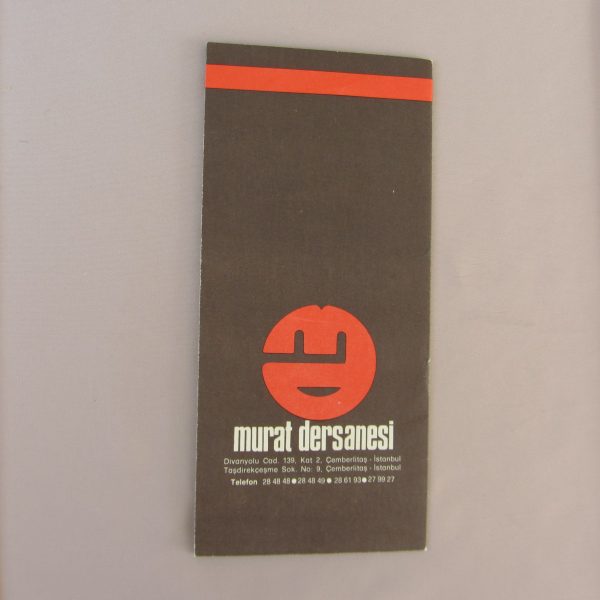 murat dersanesi
Divanyolu Cad. 139, Kat 2, Çemberlitaş - İstanbul
Taşdirekçeşme Sok. No: 9, Çemberlitaş - İstanbul
Telefon 28 48 48 ● 28 48 49 ● 28 61 93 ● 27 99 27